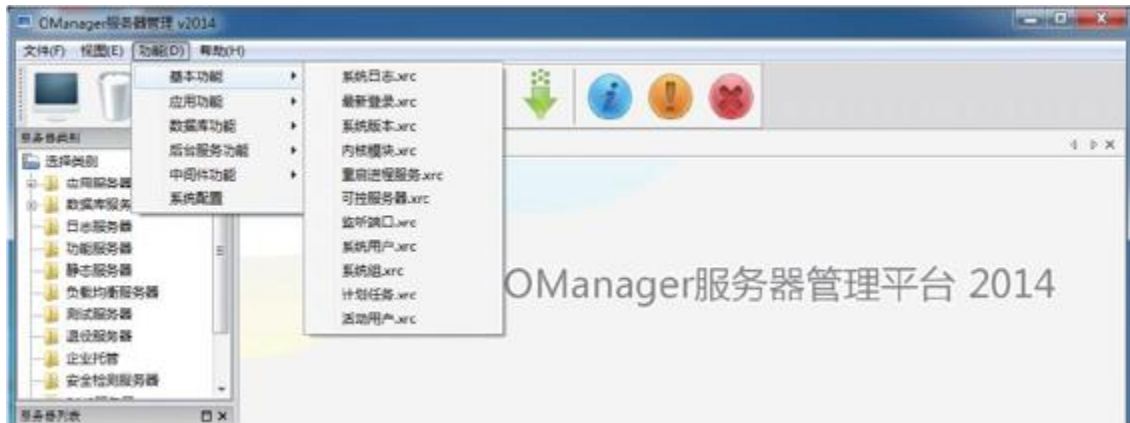 OManager服务器管理 v2014
文件(F) 视图(E) 功能(D) 帮助(H)
基本功能
应用功能
数据库功能
后台服务功能
中间件功能
系统配置
系统日志.xrc
最新登录.xrc
系统版本.xrc
内核模块.xrc
重启进程服务.xrc
可控服务器.xrc
监听端口.xrc
系统用户.xrc
系统组.xrc
计划任务.xrc
活动用户.xrc
服务器类别
选择类别
应用服务器
数据库服务
日志服务器
功能服务器
静态服务器
负载均衡服务器
测试服务器
退役服务器
企业托管
安全检测服务器
服务器列表
OManager服务器管理平台 2014